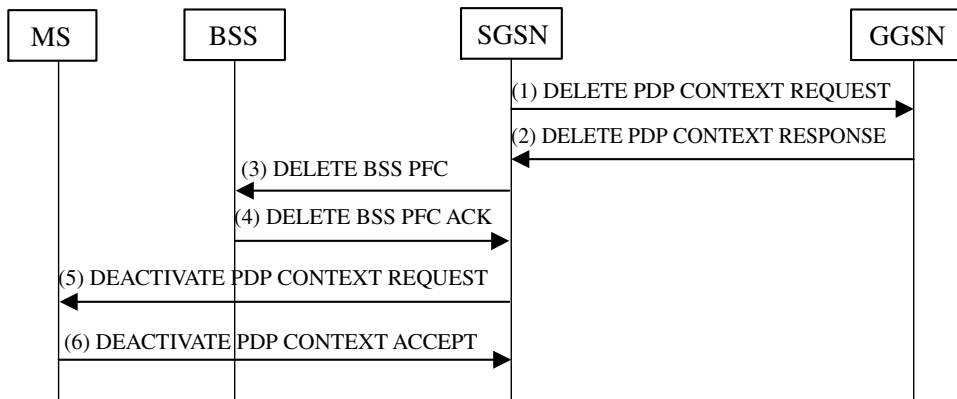 MS
BSS
SGSN
GGSN
(1) DELETE PDP CONTEXT REQUEST
(2) DELETE PDP CONTEXT RESPONSE
(3) DELETE BSS PFC
(4) DELETE BSS PFC ACK
(5) DEACTIVATE PDP CONTEXT REQUEST
(6) DEACTIVATE PDP CONTEXT ACCEPT